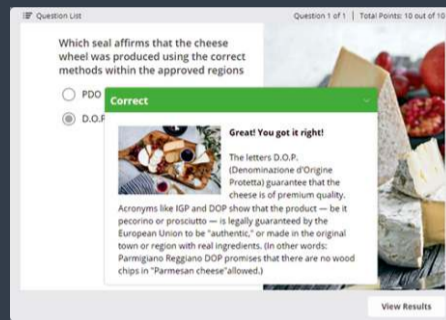 Question List
Question 1 of 1 | Total Points: 10 out of 10
Which seal affirms that the cheese
wheel was produced using the correct
methods within the approved regions
PDO
D.O.P
Correct
Great! You got it right!
The letters D.O.P.
(Denominazione d'Origine
Protetta) guarantee that the
cheese is of premium quality.
Acronyms like IGP and DOP show that the product — be it
pecorino or prosciutto — is legally guaranteed by the
European Union to be "authentic," or made in the original
town or region with real ingredients. (In other words:
Parmigiano Reggiano DOP promises that there are no wood
chips in "Parmesan cheese"allowed.)
View Results